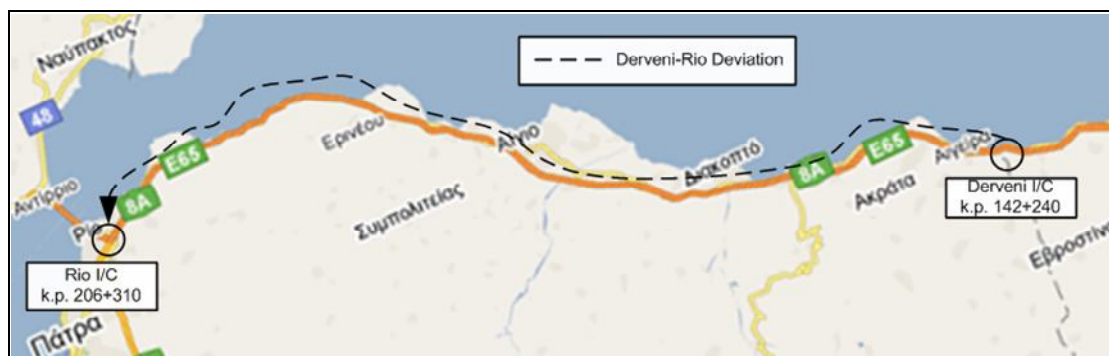 Ναύπακτος
48
Αντίρριο
Ρίο
E65
8A
Rio I/C
k.p. 206+310
Πάτρα
Ερινέου
Συμπολιτείας
Αίγιο
Derveni-Rio Deviation
Διακοπτό
8A
E65
Ακράτα
Αιγείρα
Derveni I/C
k.p. 142+240